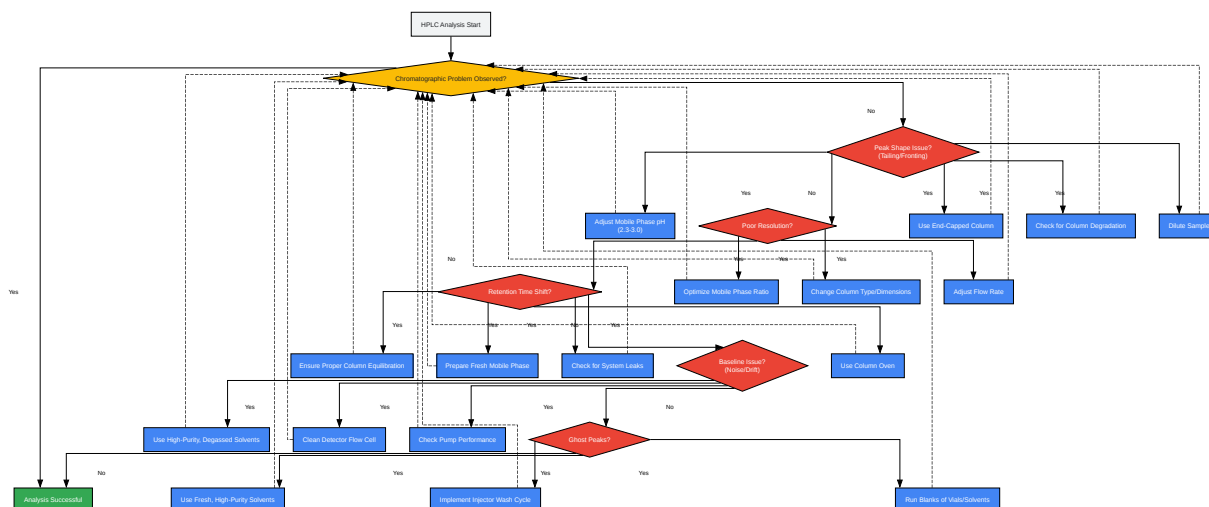 HPLC Analysis Start
Chromatographic Problem Observed?
No
Peak Shape Issue?
(Tailing/Fronting)
Yes
No
Yes
Yes
Yes
Adjust Mobile Phase pH
(2.3-3.0)
Poor Resolution?
Use End-Capped Column
Check for Column Degradation
Dilute Sample
No
Yes
Yes
Yes
Yes
Retention Time Shift?
Optimize Mobile Phase Ratio
Change Column Type/Dimensions
Adjust Flow Rate
Yes
Yes
Yes
No
Yes
Ensure Proper Column Equilibration
Prepare Fresh Mobile Phase
Check for System Leaks
Baseline Issue?
(Noise/Drift)
Use Column Oven
Yes
Yes
Yes
No
Use High-Purity, Degassed Solvents
Clean Detector Flow Cell
Check Pump Performance
Ghost Peaks?
No
Yes
Yes
Yes
Analysis Successful
Use Fresh, High-Purity Solvents
Implement Injector Wash Cycle
Run Blanks of Vials/Solvents